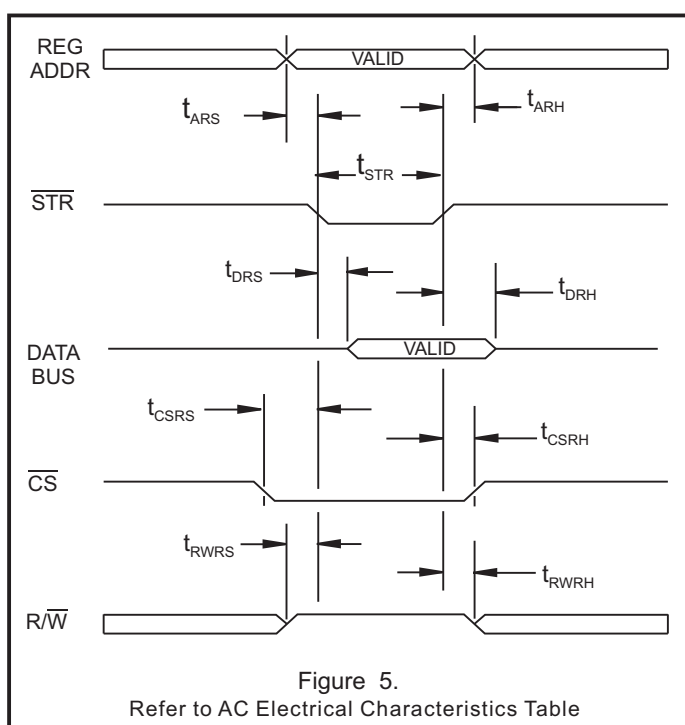 REG
ADDR
VALID
tARS
tARH
tSTR
STR
tDRS
tDRH
DATA
BUS
VALID
tCSRS
tCSRH
CS
tRWRS
tRWRH
R/W
Figure 5.
Refer to AC Electrical Characteristics Table